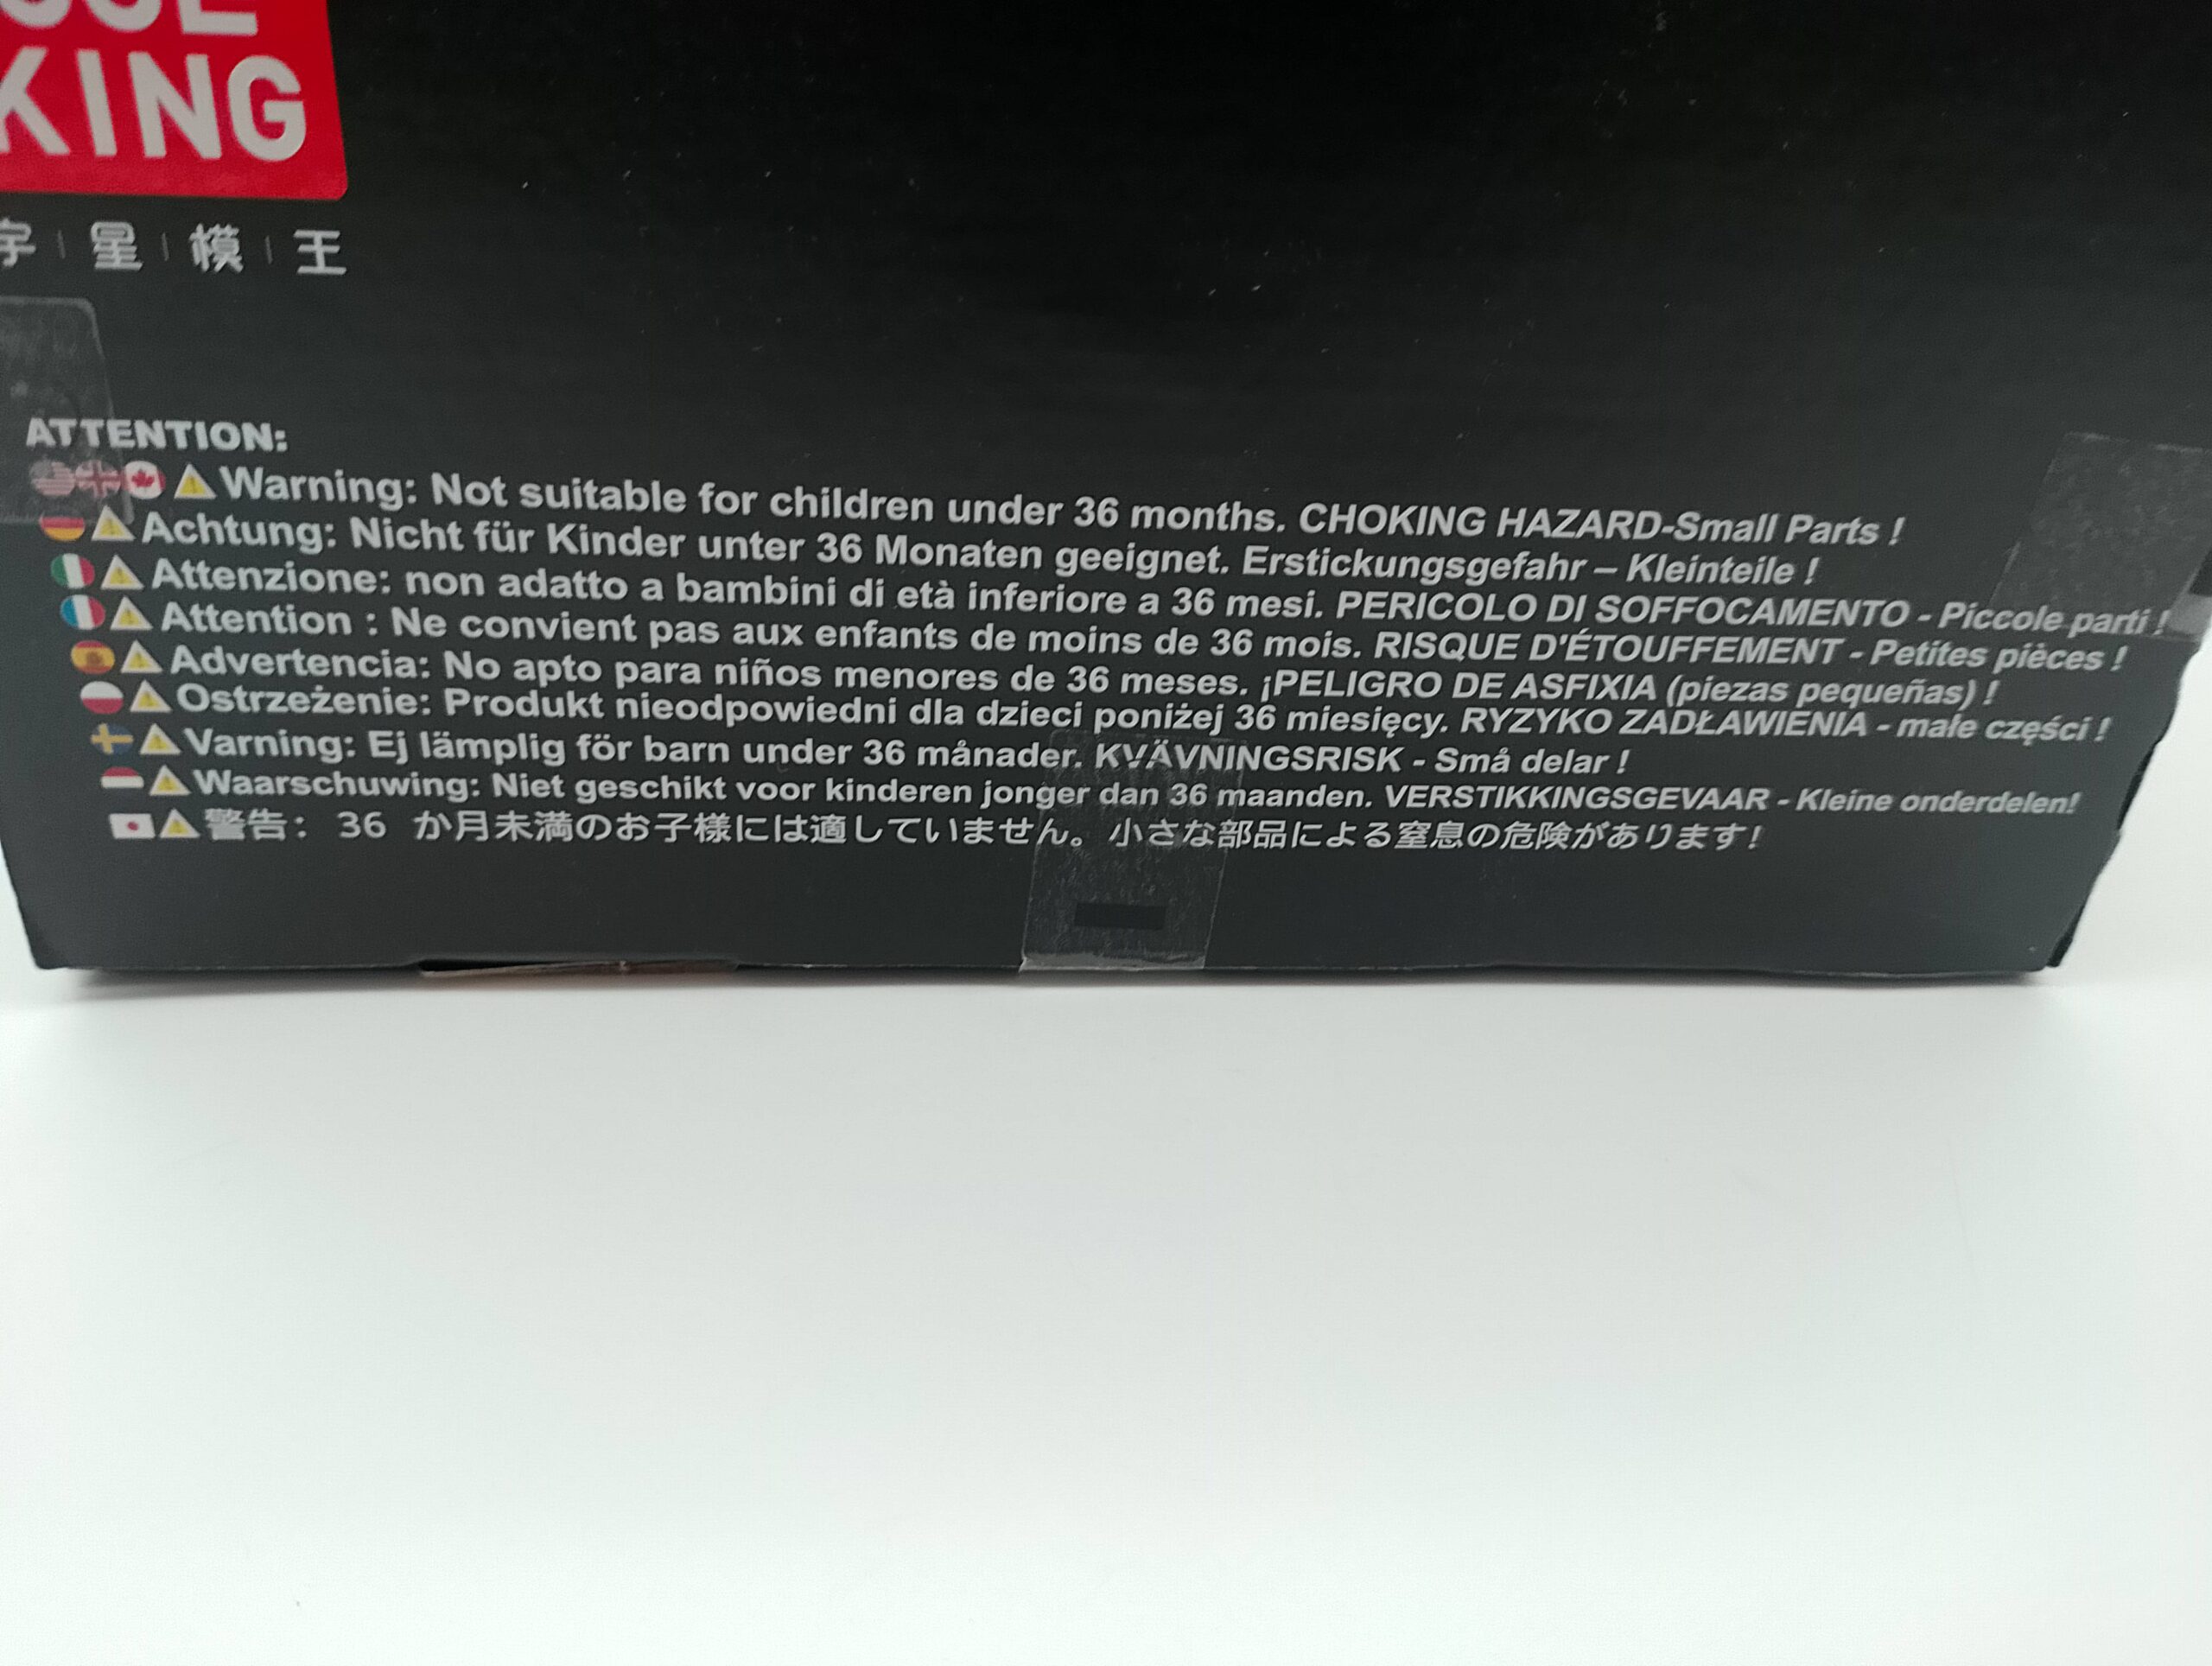 KING
星 模 王
ATTENTION:
Warning: Not suitable for children under 36 months. CHOKING HAZARD-Small Parts !
Achtung: Nicht für Kinder unter 36 Monaten geeignet. Erstickungsgefahr – Kleinteile !
Attenzione: non adatto a bambini di età inferiore a 36 mesi. PERICOLO DI SOFFOCAMENTO - Piccole parti !
Attention : Ne convient pas aux enfants de moins de 36 mois. RISQUE D'ÉTOUFFEMENT - Petites pièces !
Advertencia: No apto para niños menores de 36 meses. ¡PELIGRO DE ASFIXIA (piezas pequeñas) !
Ostrzeżenie: Produkt nieodpowiedni dla dzieci poniżej 36 miesięcy. RYZYKO ZADŁAWIENIA - małe części !
Varning: Ej lämplig för barn under 36 månader. KVÄVNINGSRISK - Små delar !
Waarschuwing: Niet geschikt voor kinderen jonger dan 36 maanden. VERSTIKKINGSGEVAAR - Kleine onderdelen!
警告: 36 か月未満のお子様には適していません。小さな部品による窒息の危険があります!